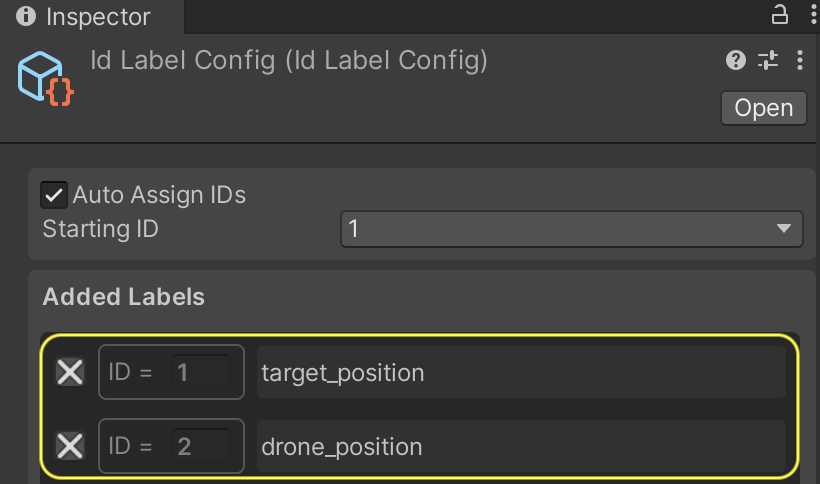 Inspector
Id Label Config (Id Label Config)
Open
Auto Assign IDs
Starting ID 1
Added Labels
ID = 1 target_position
ID = 2 drone_position